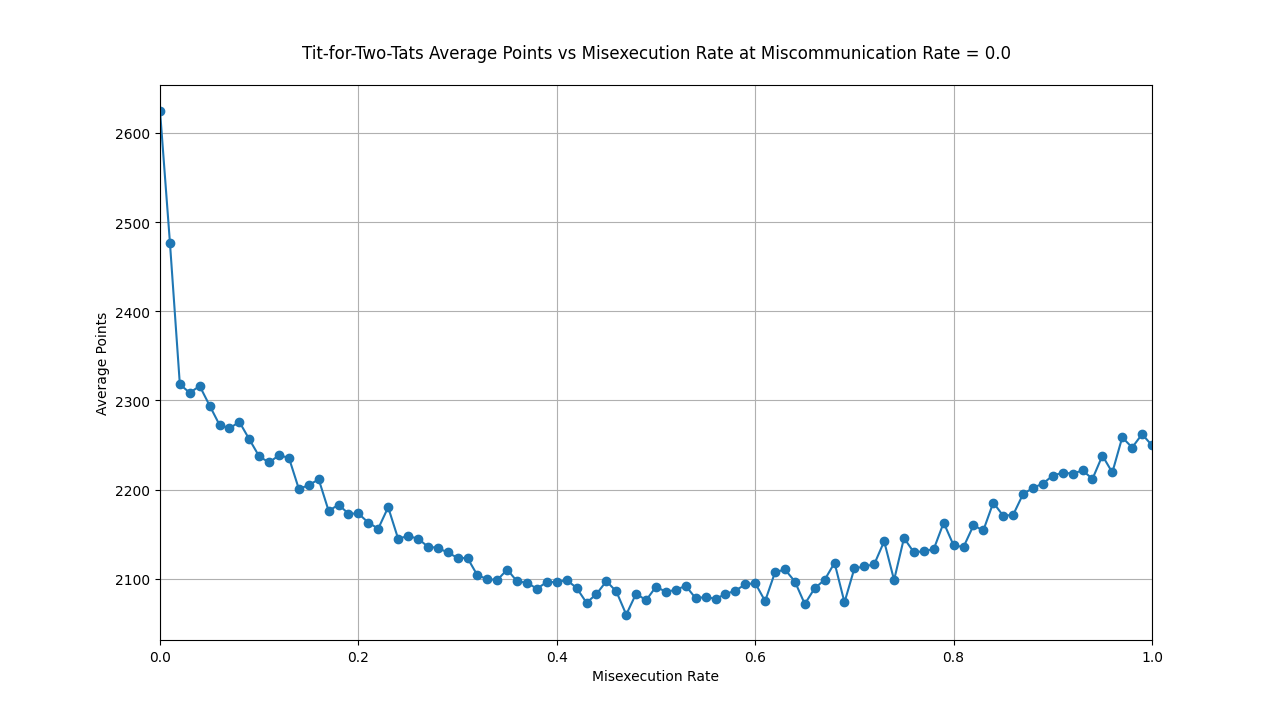 Tit-for-Two-Tats Average Points vs Misexecution Rate at Miscommunication Rate = 0.0
2600
2500
2400
2300
2200
2100
Average Points
0.0 0.2 0.4 0.6 0.8 1.0
Misexecution Rate